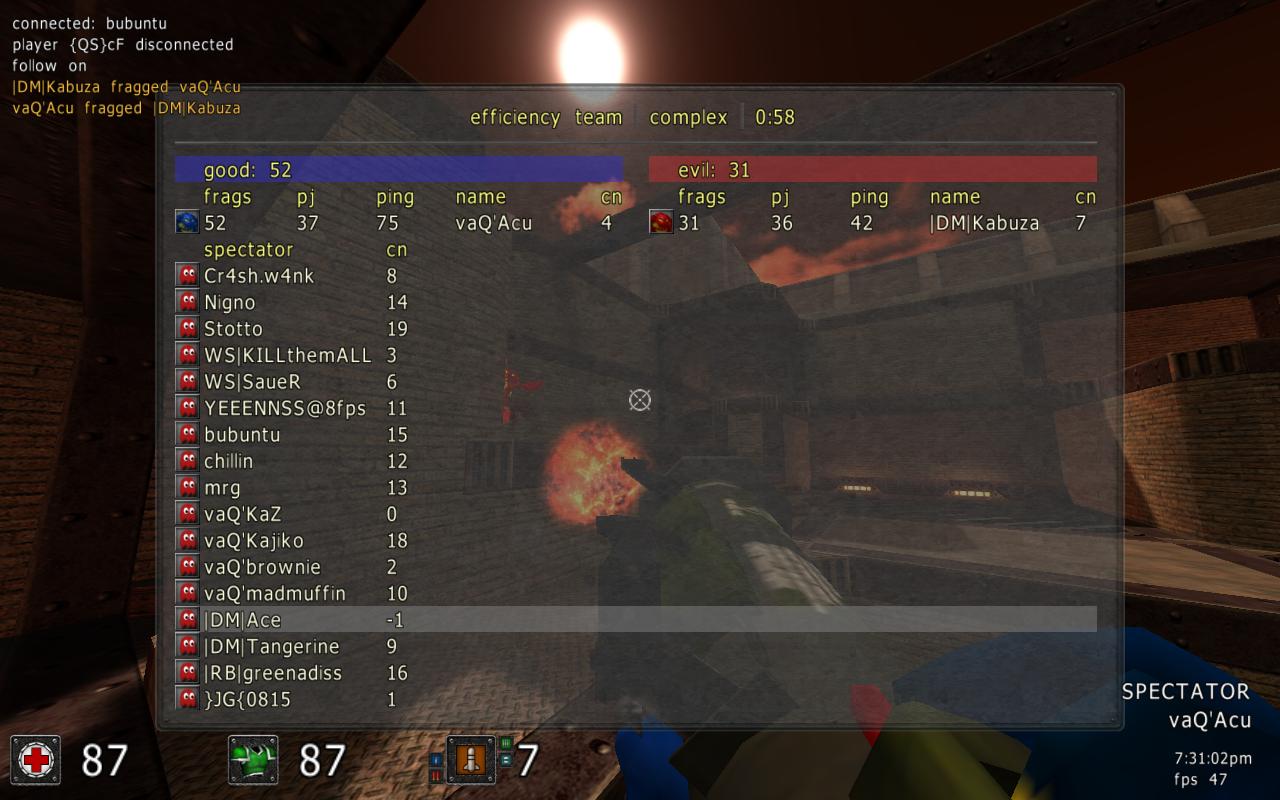 connected: bubuntu
player {QS}cF disconnected
follow on
|DM|Kabuza fragged vaQ'Acu
vaQ'Acu fragged |DM|Kabuza
efficiency team complex 0:58
good: 52 evil: 31
frags pj ping name cn frags pj ping name cn
52 37 75 vaQ'Acu 4 31 36 42 |DM|Kabuza 7
spectator cn
Cr4sh.w4nk 8
Nigno 14
Stotto 19
WS|KILLthemALL 3
WS|SaueR 6
YEEENNSS@8fps 11
bubuntu 15
chillin 12
mrg 13
vaQ'KaZ 0
vaQ'Kajiko 18
vaQ'brownie 2
vaQ'madmuffin 10
|DM|Ace -1
|DM|Tangerine 9
|RB|greenadiss 16
}JG{0815 1
SPECTATOR
vaQ'Acu
7:31:02pm
fps 47
87 87 7